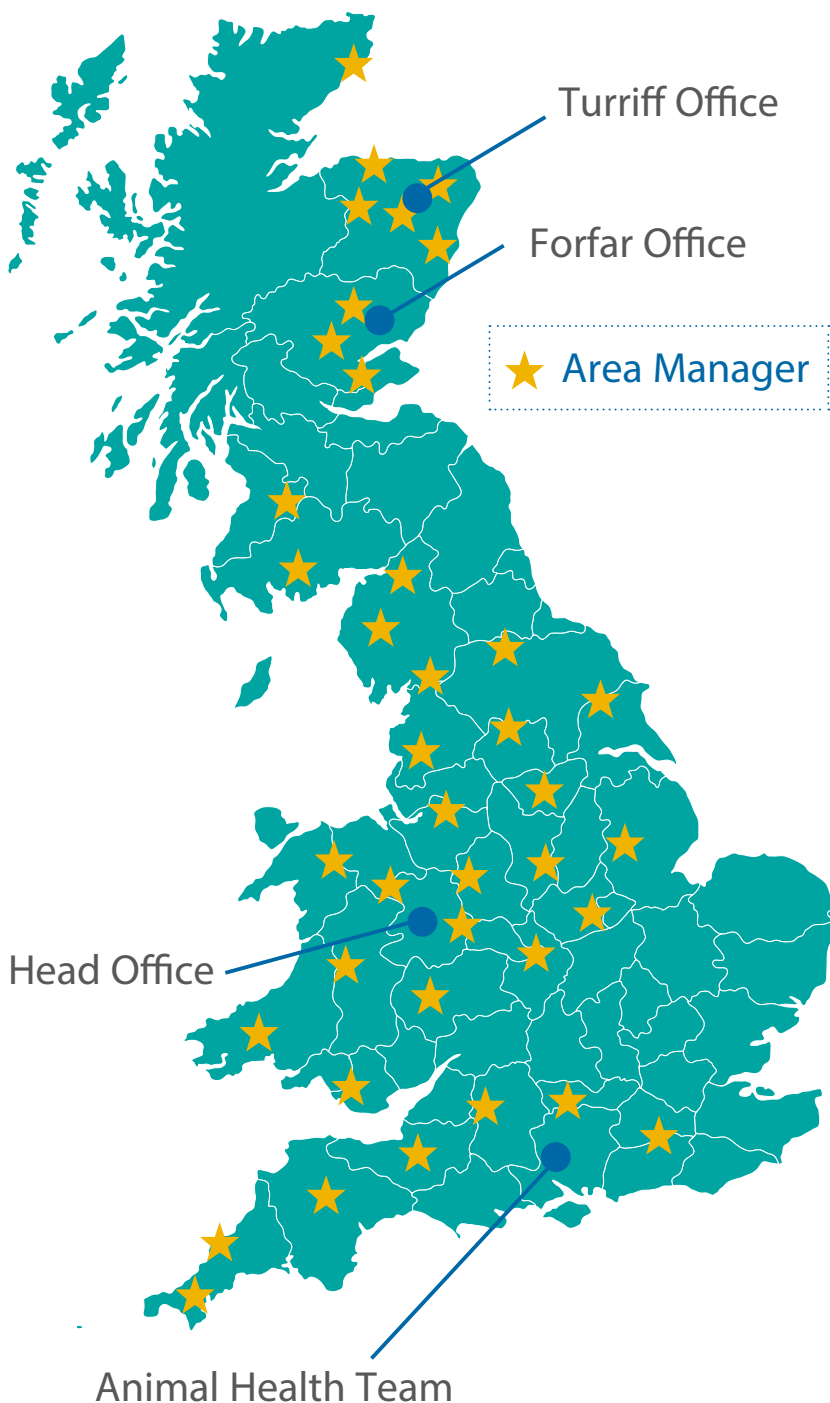 Turriff Office
Forfar Office
Area Manager
Head Office
Animal Health Team